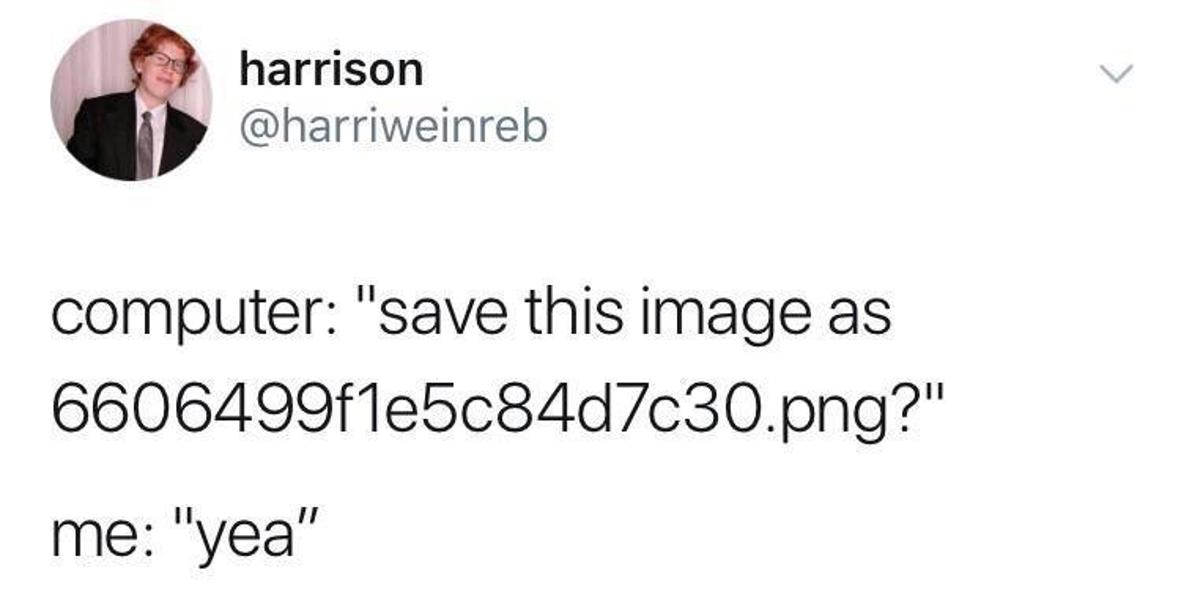 harrison
@harriweinreb
computer: "save this image as
6606499f1e5c84d7c30.png?"
me: "yea”